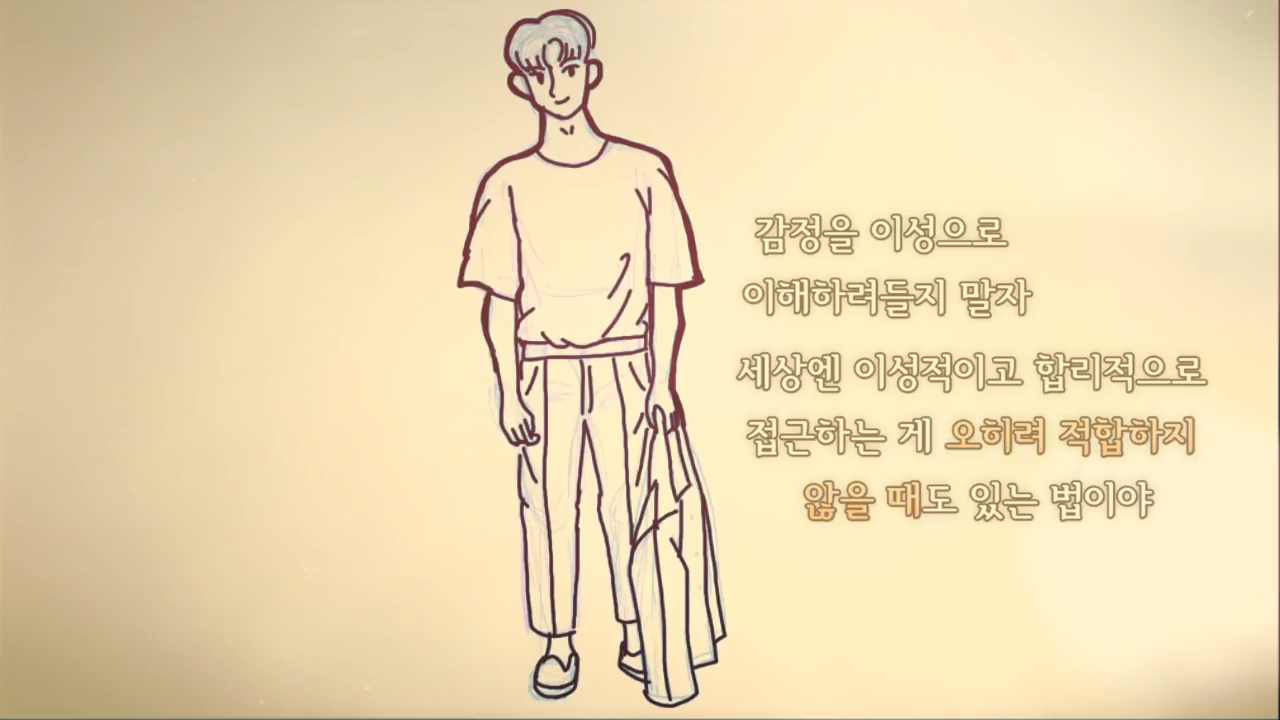 감정을 이성으로
이해하려들지 말자
세상엔 이성적이고 합리적으로
접근하는 게 오히려 적합하지
않을 때도 있는 법이야